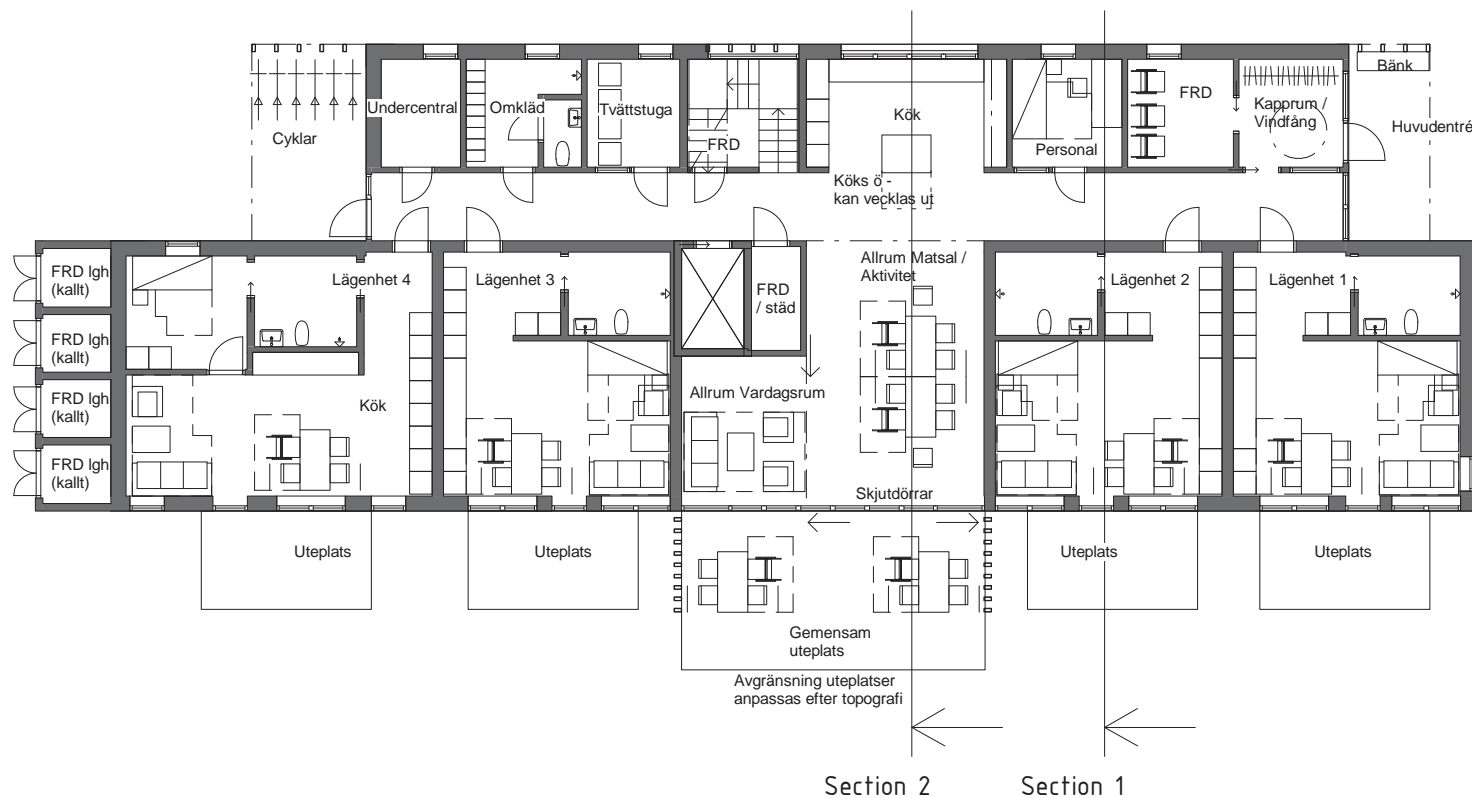 Bänk
Undercentral
Omkläd
Tvättstuga
FRD
Kök
Personal
FRD
Kapprum /
Vindfång
Huvudentré
Cyklar
Köks ö -
kan vecklas ut
FRD lgh
(kallt)
FRD lgh
(kallt)
FRD lgh
(kallt)
FRD lgh
(kallt)
Lägenhet 4
Lägenhet 3
FRD
/ städ
Allrum Matsal /
Aktivitet
Lägenhet 2
Lägenhet 1
Kök
Allrum Vardagsrum
Skjutdörrar
Uteplats
Uteplats
Uteplats
Uteplats
Gemensam
uteplats
Avgränsning uteplatser
anpassas efter topografi
Section 2
Section 1